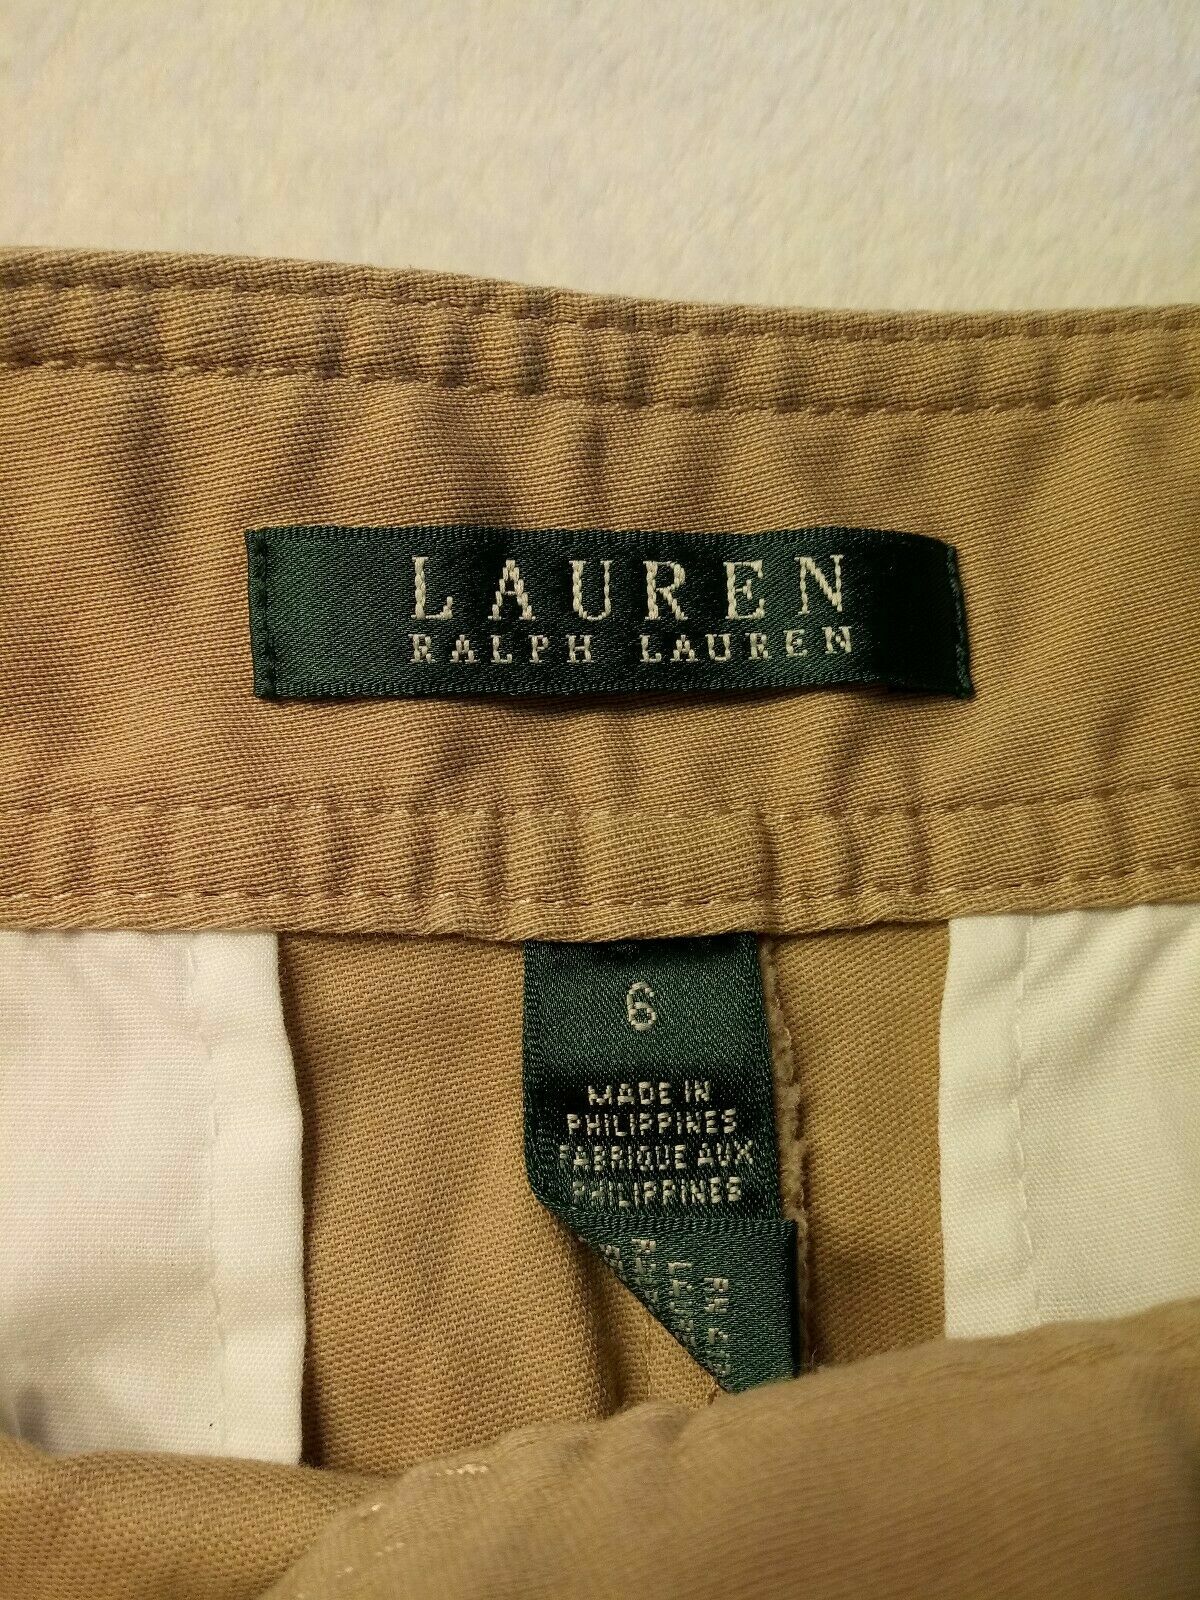 LAUREN
RALPH LAUREN
6
MADE IN
PHILIPPINES
FABRIQUE AUX
PHILIPPINES